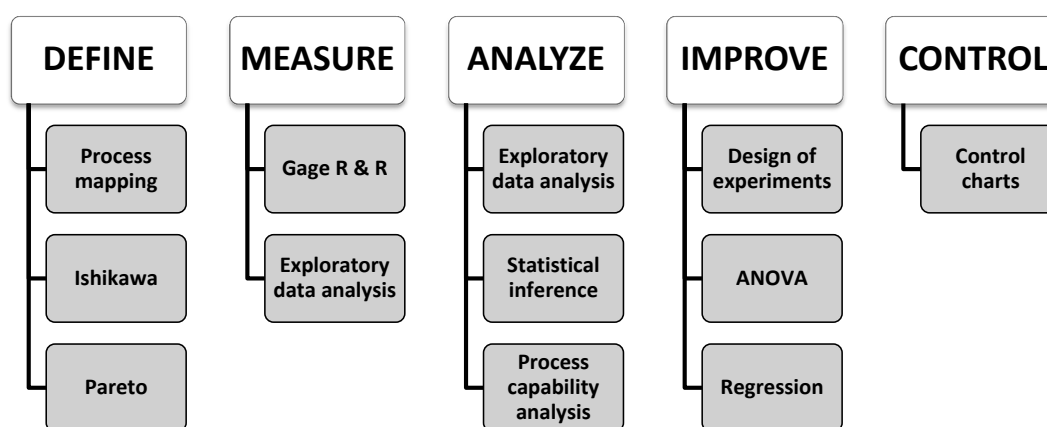 DEFINE
Process
mapping
Ishikawa
Pareto
MEASURE
Gage R & R
Exploratory
data analysis
ANALYZE
Exploratory
data analysis
Statistical
inference
Process
capability
analysis
IMPROVE
Design of
experiments
ANOVA
Regression
CONTROL
Control
charts